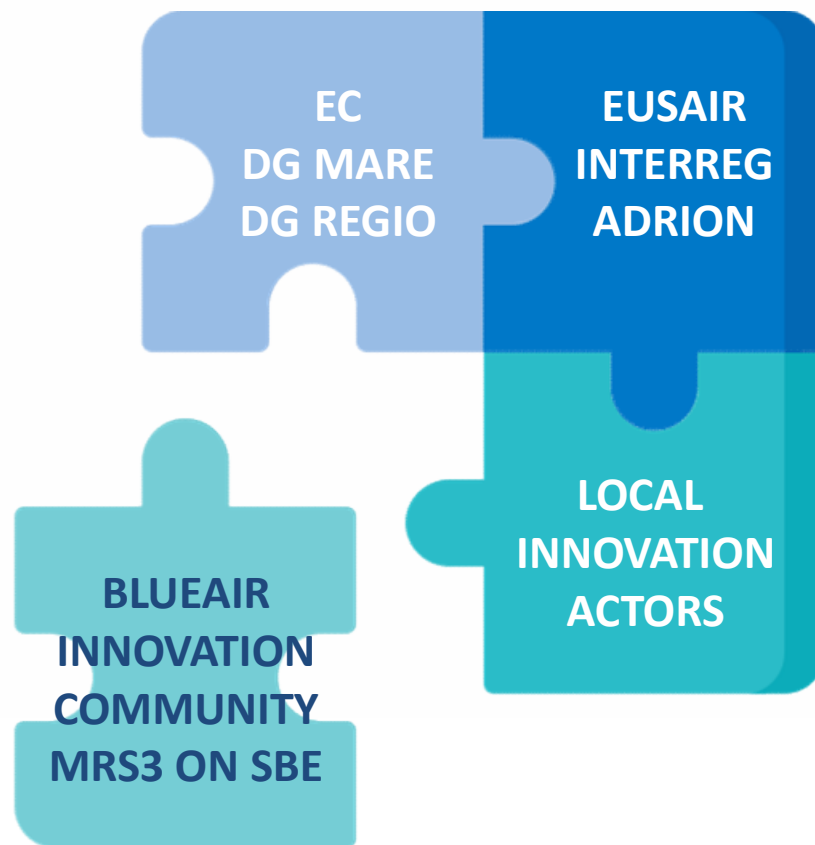 EC
DG MARE
DG REGIO
EUSAIR
INTERREG
ADRION
LOCAL
INNOVATION
ACTORS
BLUEAIR
INNOVATION
COMMUNITY
MRS3 ON SBE